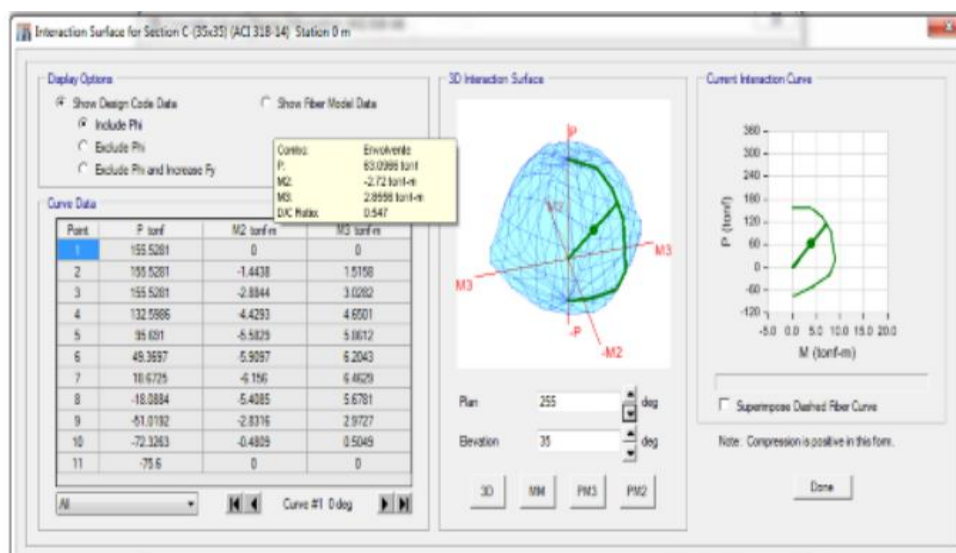 Interaction Surface for Section C-(35x35) (ACI 318-14) Station 0 m
Display Options
Show Design Code Data
Show Fiber Model Data
Include Phi
Exclude Phi
Exclude Phi and Increase Fy
Combo: Envolvente
P: 63.0966 tonf
M2: -2.72 tonf-m
M3: 2.8556 tonf-m
D/C Ratio: 0.547
Curve Data
Point P tonf M2 tonf-m M3 tonf-m
1 155.5281 0 0
2 155.5281 -1.4438 1.5158
3 155.5281 -2.8844 3.0282
4 132.5986 -4.4293 4.6501
5 95.691 -5.5829 5.8612
6 49.3697 -5.9097 6.2043
7 18.6725 -6.156 6.4629
8 -18.0884 -5.4085 5.6781
9 -51.0192 -2.8316 2.9727
10 -72.3263 -0.4809 0.5049
11 -75.6 0 0
All
Curve #1 0 deg
3D Interaction Surface
P
M2
M3
M3
-P
-M2
Plan 255 deg
Elevation 35 deg
3D MM PM3 PM2
Current Interaction Curve
360
300
240
180
120
60
0
-60
-120
P (tonf)
-5.0 0.0 5.0 10.0 15.0 20.0
M (tonf-m)
Superimpose Dashed Fiber Curve
Note: Compression is positive in this form.
Done